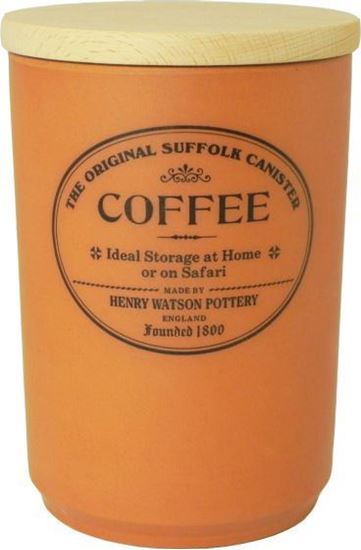 THE ORIGINAL SUFFOLK CANISTER
COFFEE
Ideal Storage at Home
or on Safari
MADE BY
HENRY WATSON POTTERY
ENGLAND
Founded 1800